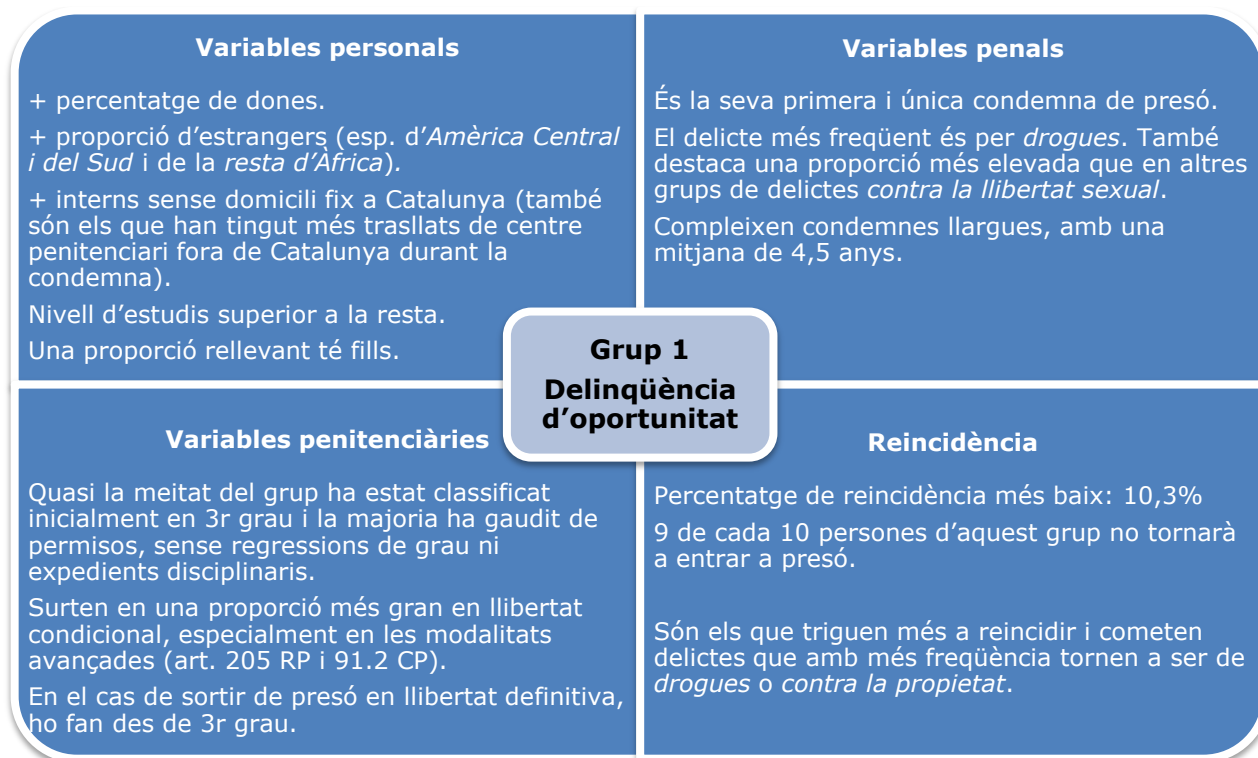 Variables personals
+ percentatge de dones.
+ proporció d'estrangers (esp. d'Amèrica Central
i del Sud i de la resta d'Àfrica).
+ interns sense domicili fix a Catalunya (també
són els que han tingut més trasllats de centre
penitenciari fora de Catalunya durant la
condemna).
Nivell d'estudis superior a la resta.
Una proporció rellevant té fills.
Variables penals
És la seva primera i única condemna de presó.
El delicte més freqüent és per drogues. També
destaca una proporció més elevada que en altres
grups de delictes contra la llibertat sexual.
Compleixen condemnes llargues, amb una
mitjana de 4,5 anys.
Grup 1
Delinqüència
d'oportunitat
Variables penitenciàries
Quasi la meitat del grup ha estat classificat
inicialment en 3r grau i la majoria ha gaudit de
permisos, sense regressions de grau ni
expedients disciplinaris.
Surten en una proporció més gran en llibertat
condicional, especialment en les modalitats
avançades (art. 205 RP i 91.2 CP).
En el cas de sortir de presó en llibertat definitiva,
ho fan des de 3r grau.
Reincidència
Percentatge de reincidència més baix: 10,3%
9 de cada 10 persones d'aquest grup no tornarà
a entrar a presó.
Són els que triguen més a reincidir i cometen
delictes que amb més freqüència tornen a ser de
drogues o contra la propietat.